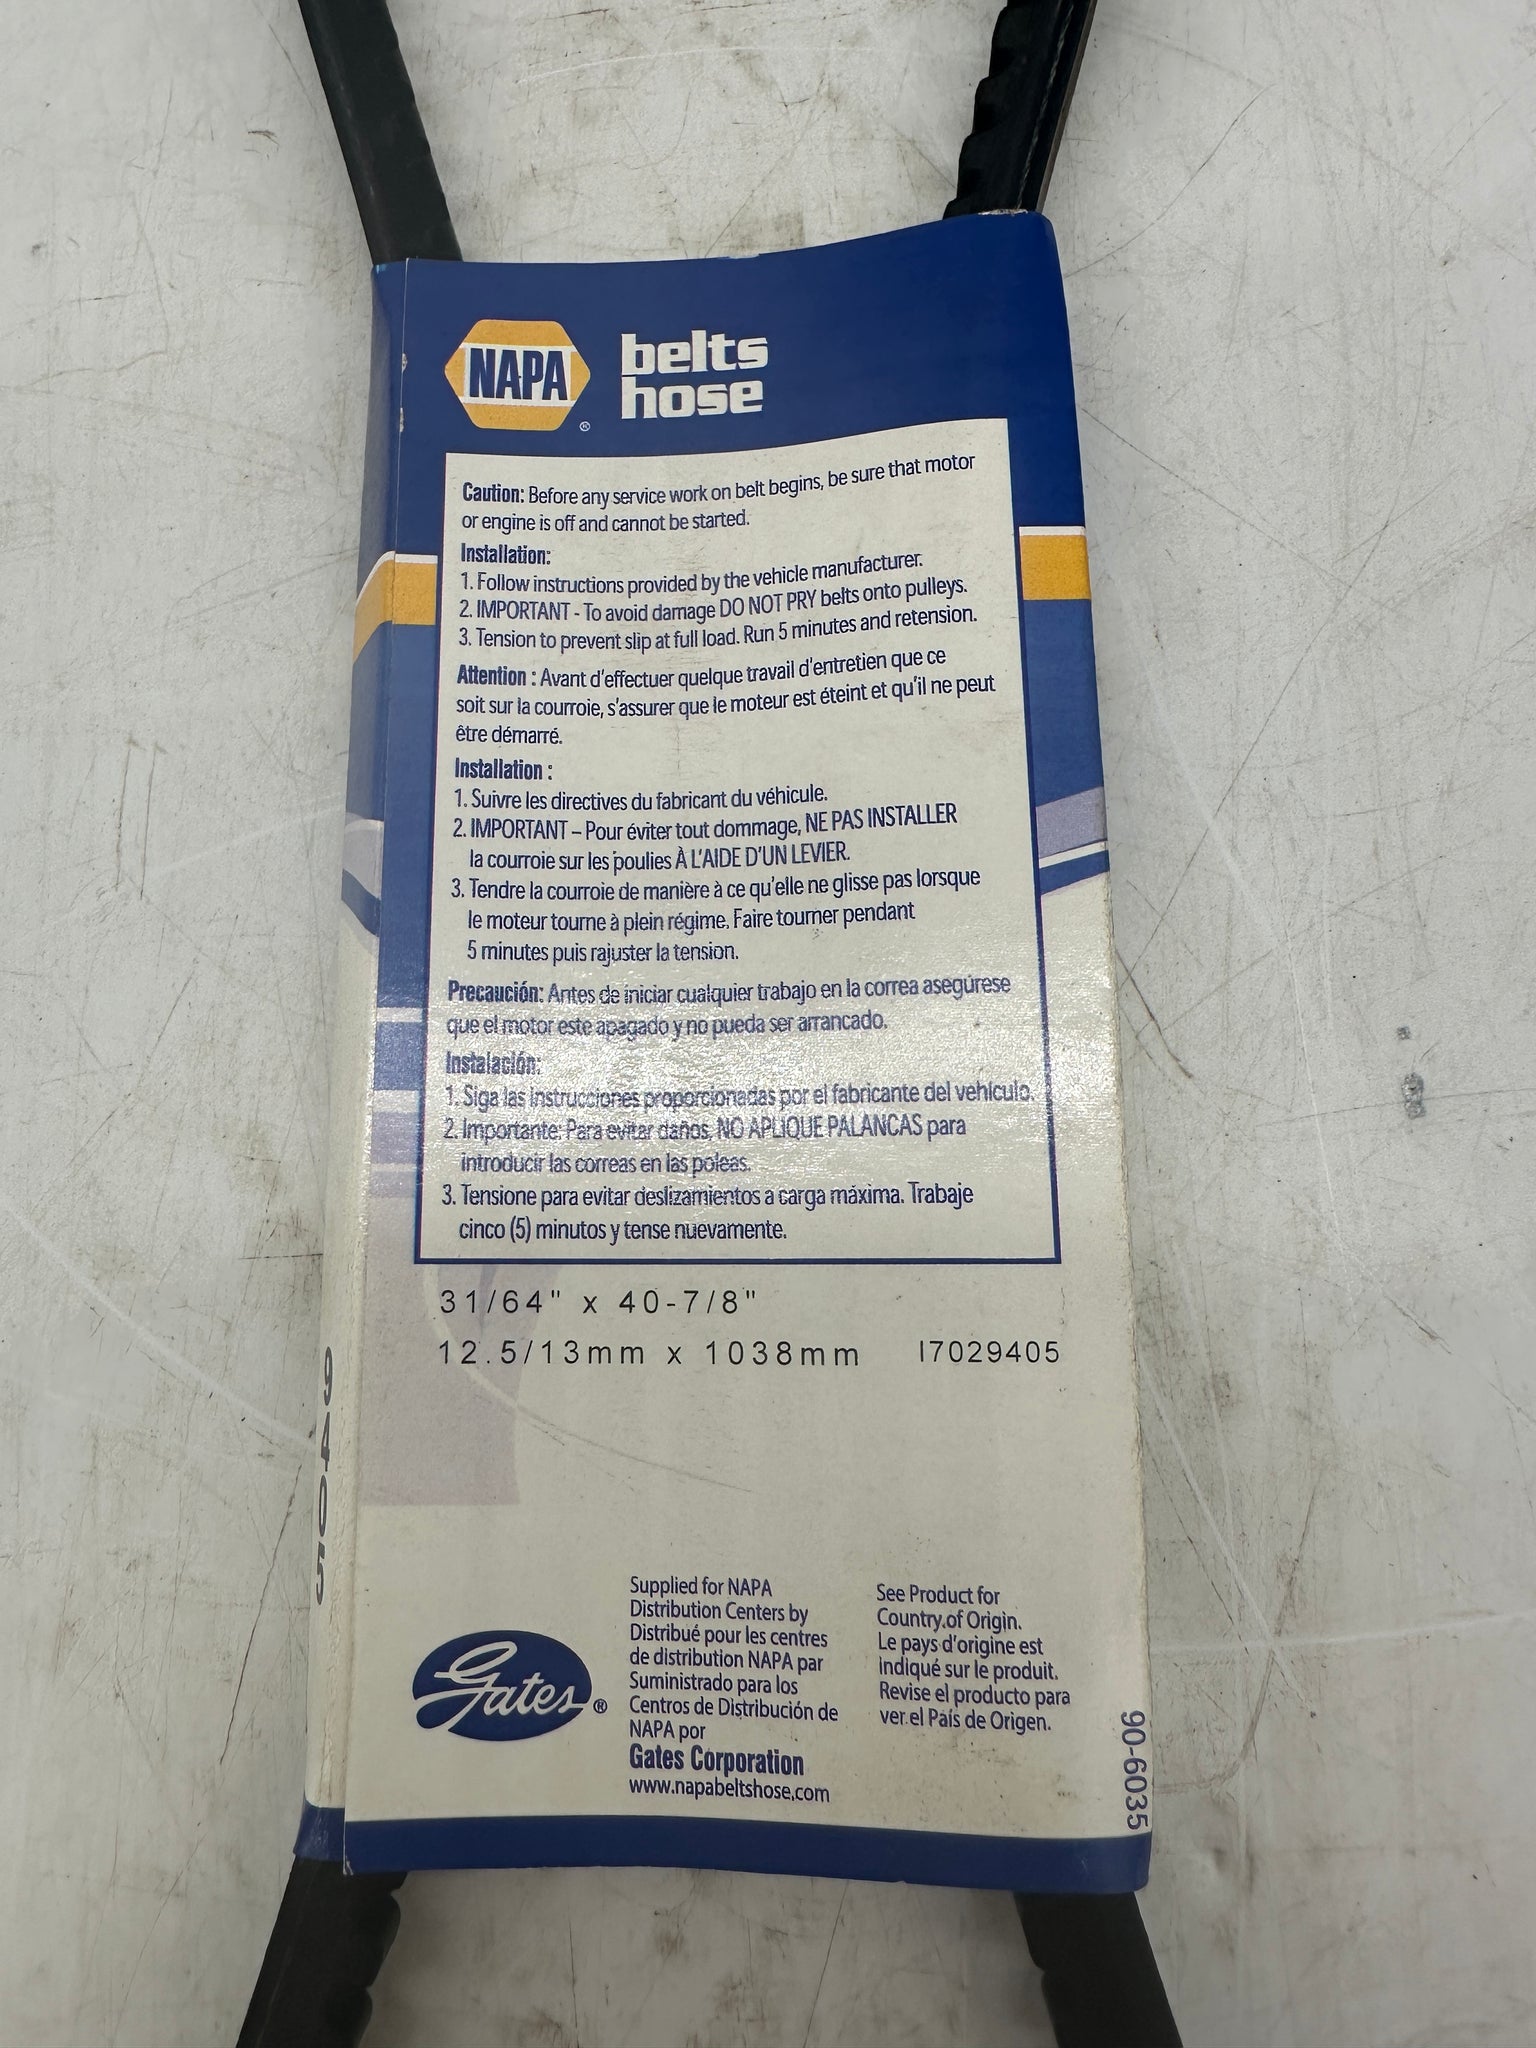 NAPA
®
belts
hose
Caution: Before any service work on belt begins, be sure that motor
or engine is off and cannot be started.
Installation:
1. Follow instructions provided by the vehicle manufacturer.
2. IMPORTANT - To avoid damage DO NOT PRY belts onto pulleys.
3. Tension to prevent slip at full load. Run 5 minutes and retension.
Attention : Avant d'effectuer quelque travail d'entretien que ce
soit sur la courroie, s'assurer que le moteur est éteint et qu'il ne peut
être démarré.
Installation :
1. Suivre les directives du fabricant du véhicule.
2. IMPORTANT – Pour éviter tout dommage, NE PAS INSTALLER
la courroie sur les poulies À L'AIDE D'UN LEVIER.
3. Tendre la courroie de manière à ce qu'elle ne glisse pas lorsque
le moteur tourne à plein régime. Faire tourner pendant
5 minutes puis rajuster la tension.
Precaución: Antes de iniciar cualquier trabajo en la correa asegúrese
que el motor este apagado y no pueda ser arrancado.
Instalación:
1. Siga las instrucciones proporcionadas por el fabricante del vehículo.
2. Importante: Para evitar daños, NO APLIQUE PALANCAS para
introducir las correas en las poleas.
3. Tensione para evitar deslizamientos a carga máxima. Trabaje
cinco (5) minutos y tense nuevamente.
31/64" x 40-7/8"
12.5/13mm x 1038mm I7029405
9405
Gates®
Supplied for NAPA
Distribution Centers by
Distribué pour les centres
de distribution NAPA par
Suministrado para los
Centros de Distribución de
NAPA por
Gates Corporation
www.napabeltshose.com
See Product for
Country of Origin.
Le pays d'origine est
indiqué sur le produit.
Revise el producto para
ver el País de Origen.
90-6035